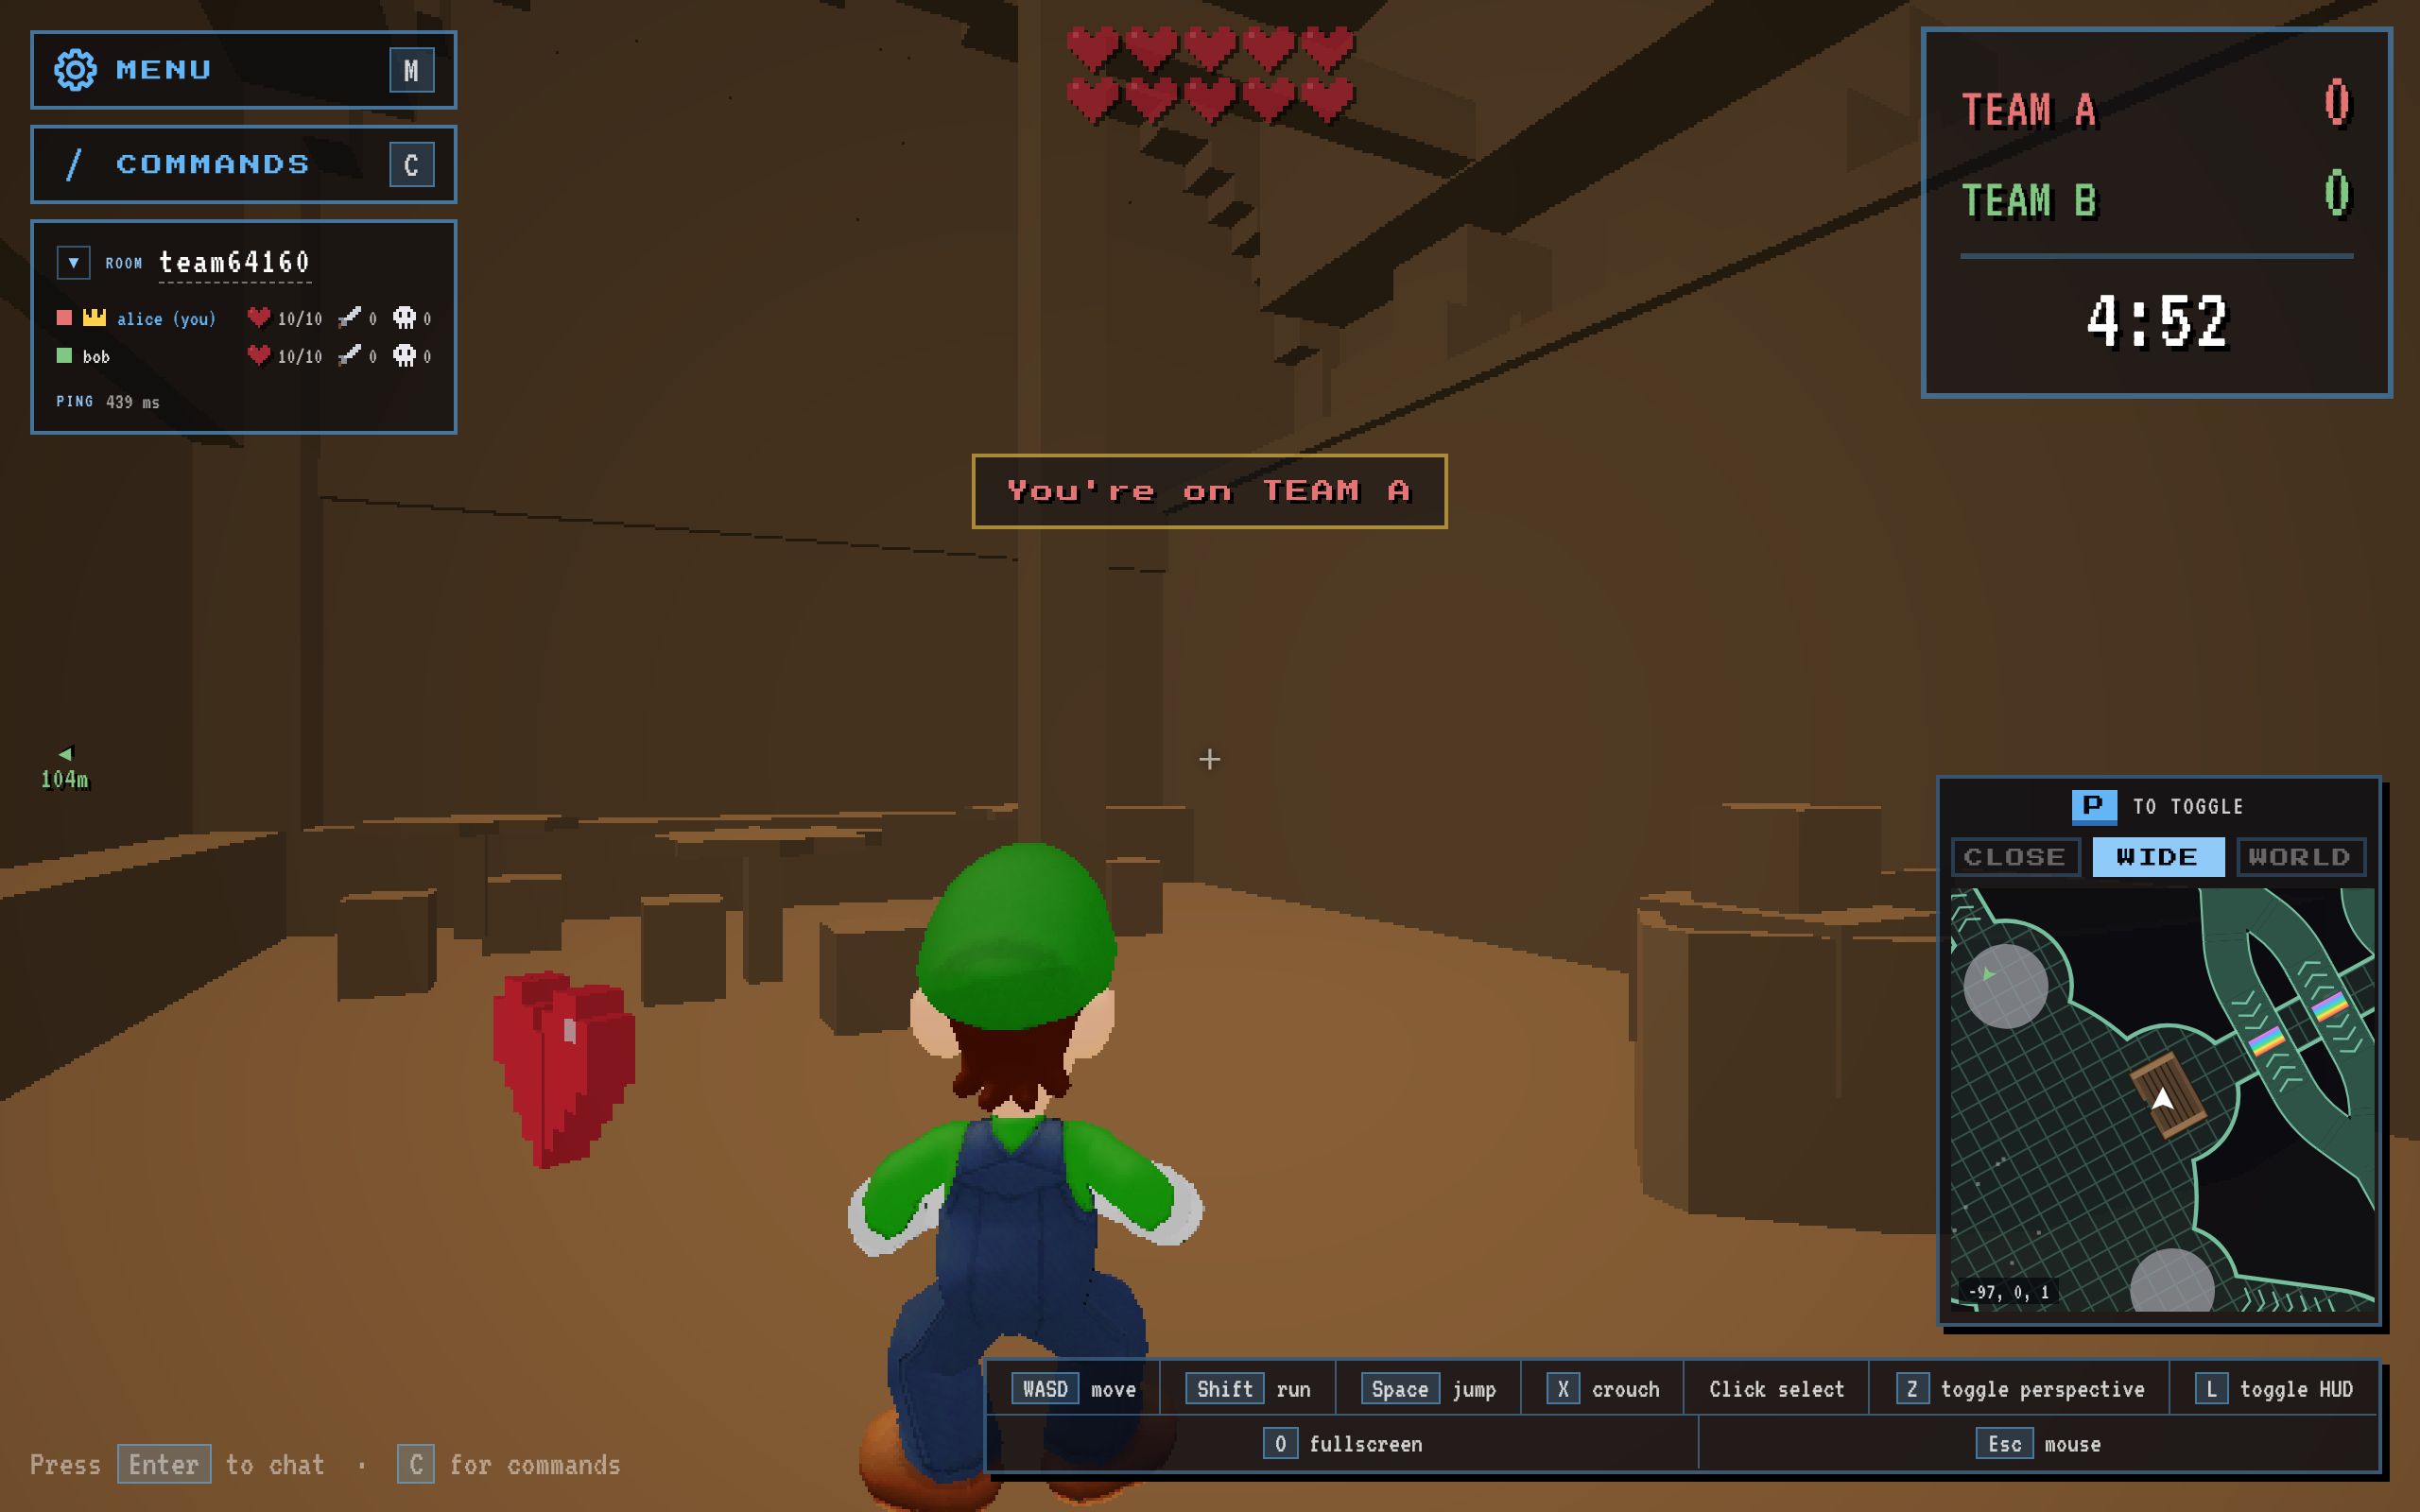 MENU M
/ COMMANDS C
ROOM team64160
alice (you) 10/10 0 0
bob 10/10 0 0
PING 439 ms
TEAM A 0
TEAM B 0
4:52
You're on TEAM A
104m
P TO TOGGLE
CLOSE WIDE WORLD
-97, 0, 1
WASD move Shift run Space jump X crouch Click select Z toggle perspective L toggle HUD
O fullscreen Esc mouse
Press Enter to chat · C for commands